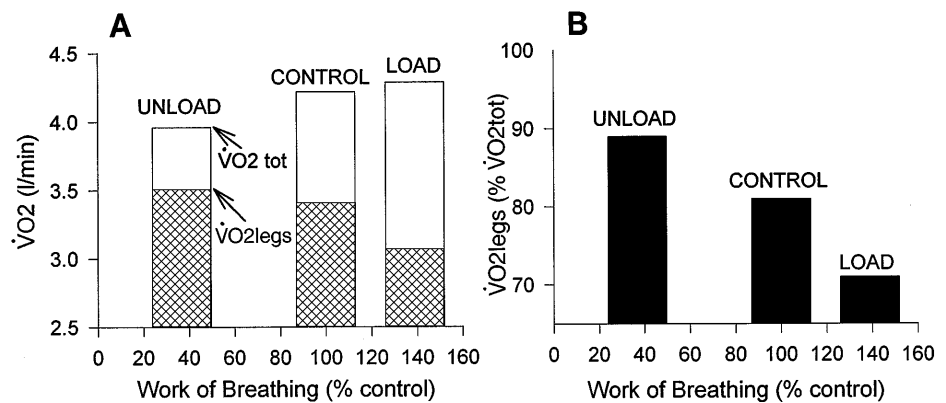 A
4.5
4.0
3.5
3.0
2.5
V̇O2 (l/min)
UNLOAD
CONTROL
LOAD
V̇O2 tot
V̇O2legs
0 20 40 60 80 100 120 140 160
Work of Breathing (% control)
B
100
90
80
70
V̇O2legs (% V̇O2tot)
UNLOAD
CONTROL
LOAD
0 20 40 60 80 100 120 140 160
Work of Breathing (% control)